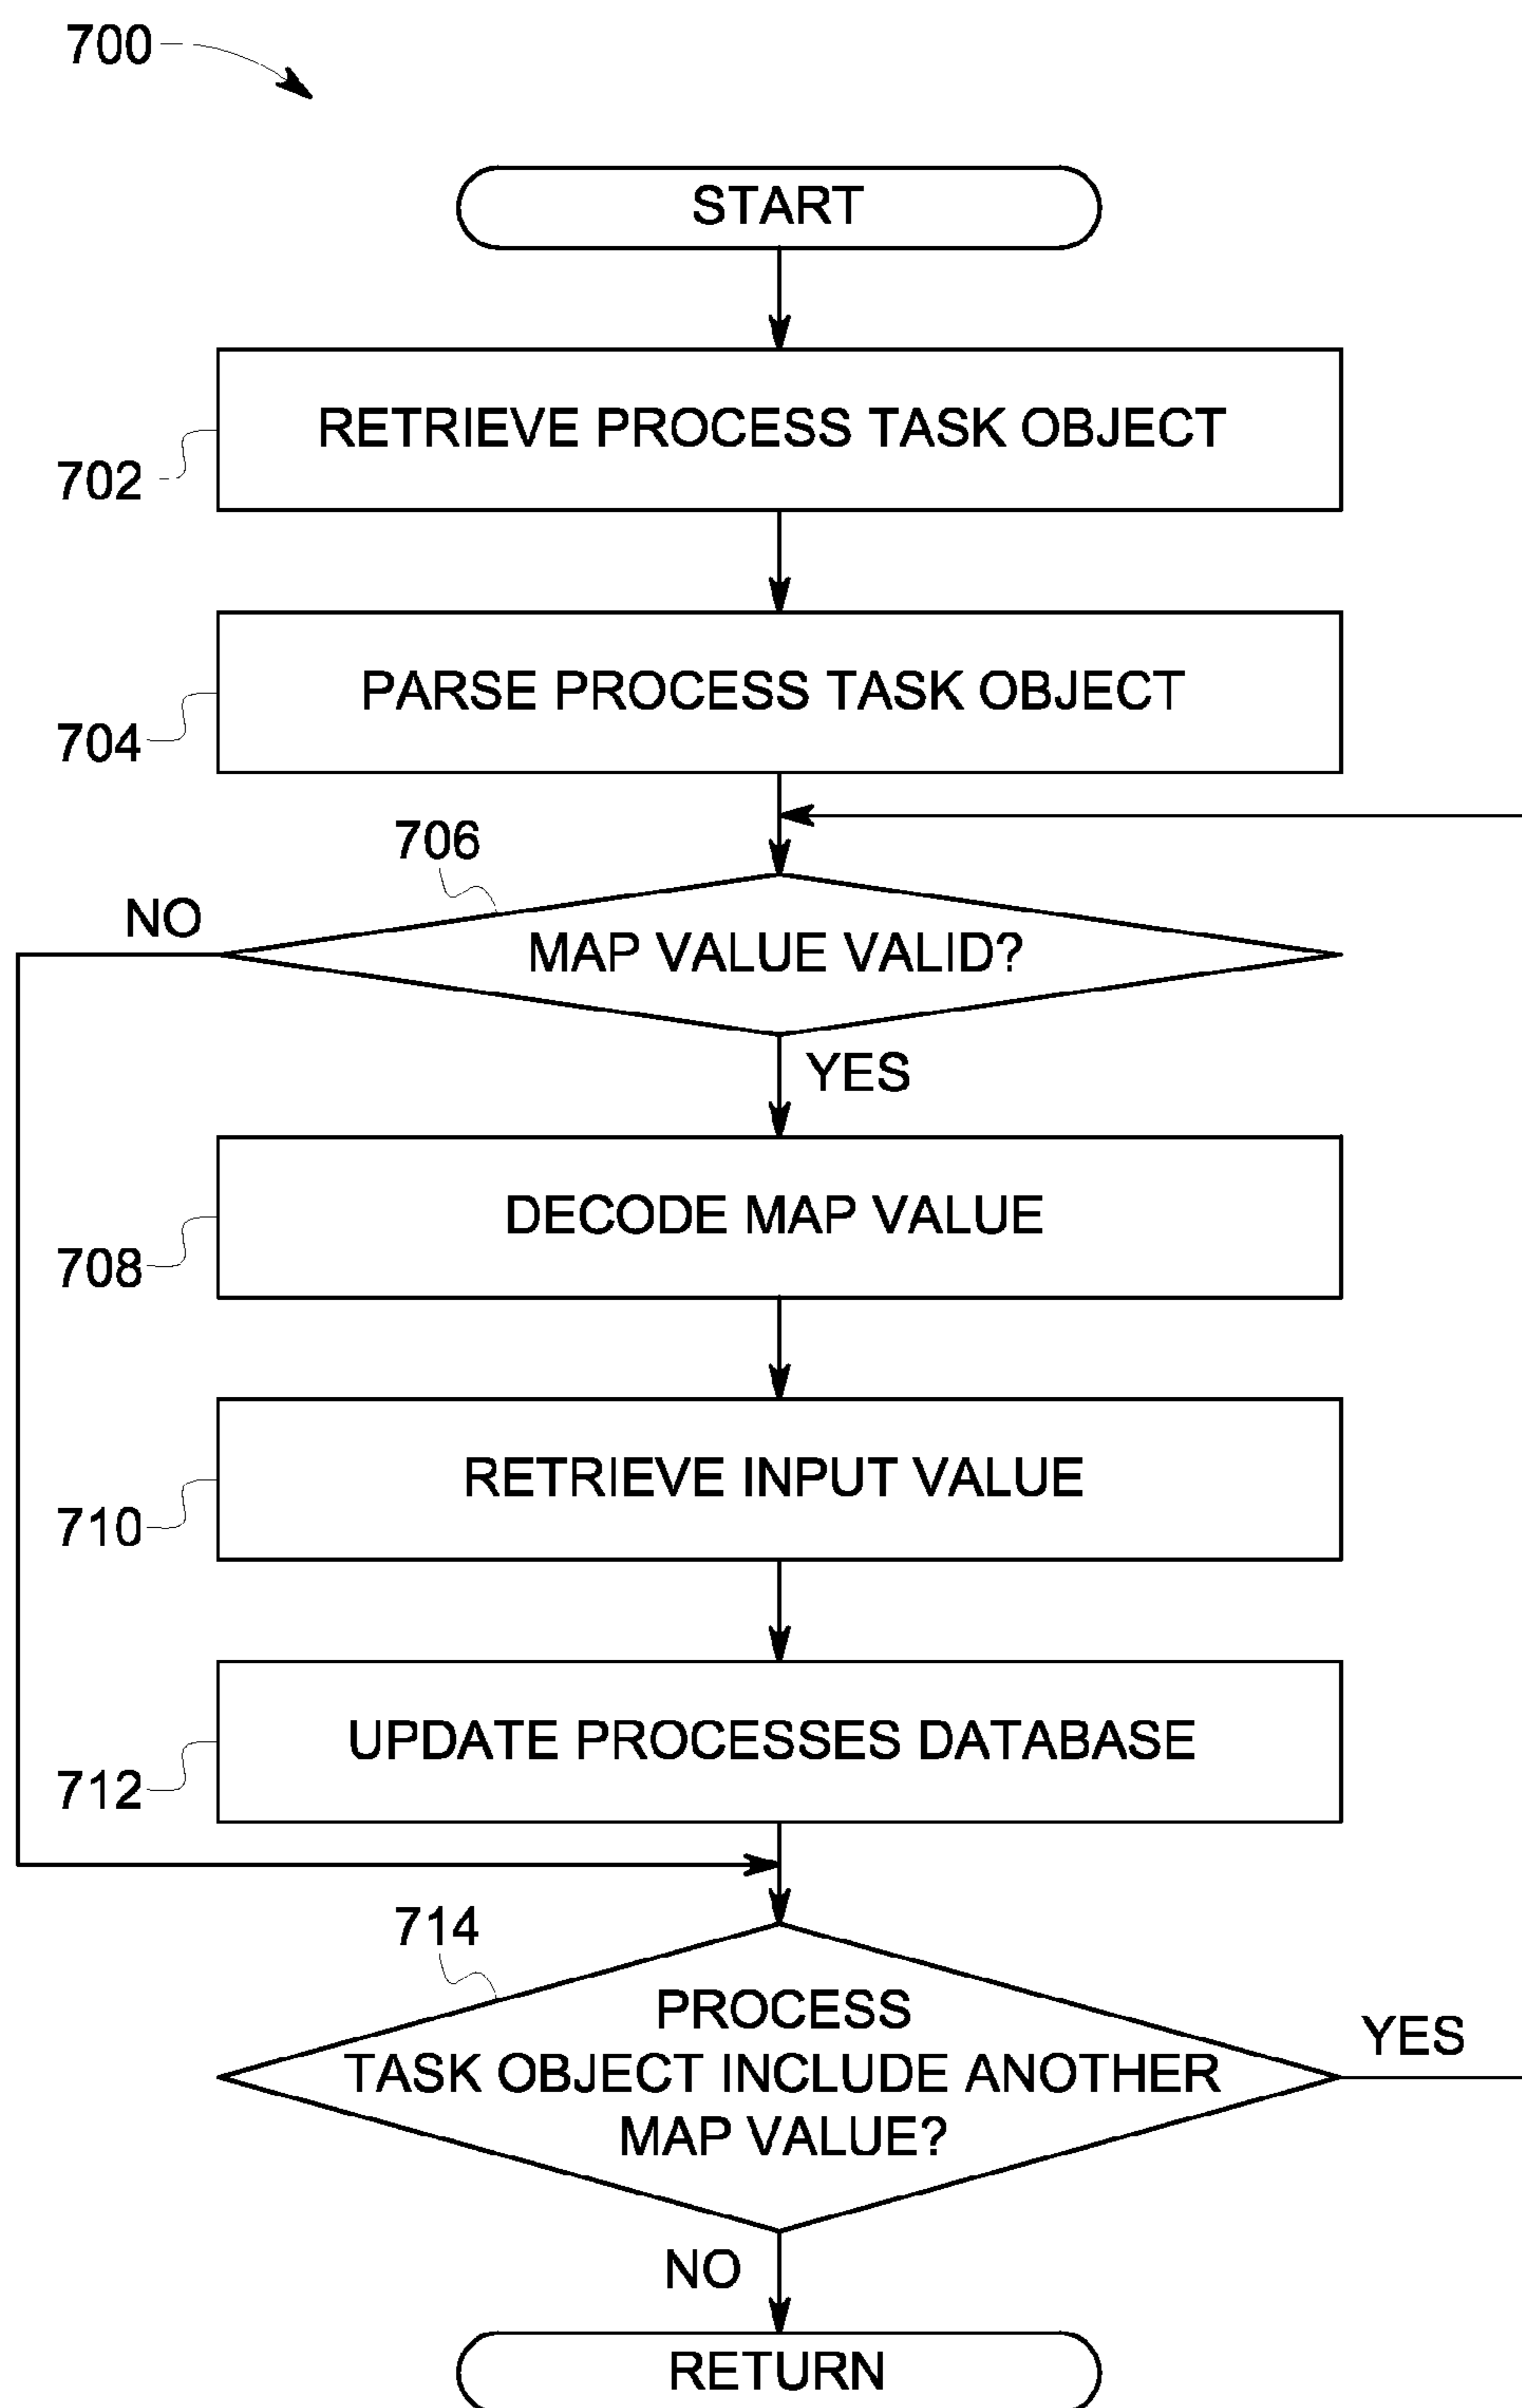 700
START
RETRIEVE PROCESS TASK OBJECT
702
PARSE PROCESS TASK OBJECT
704
706
NO
MAP VALUE VALID?
YES
DECODE MAP VALUE
708
RETRIEVE INPUT VALUE
710
UPDATE PROCESSES DATABASE
712
714
PROCESS
TASK OBJECT INCLUDE ANOTHER
MAP VALUE?
YES
NO
RETURN